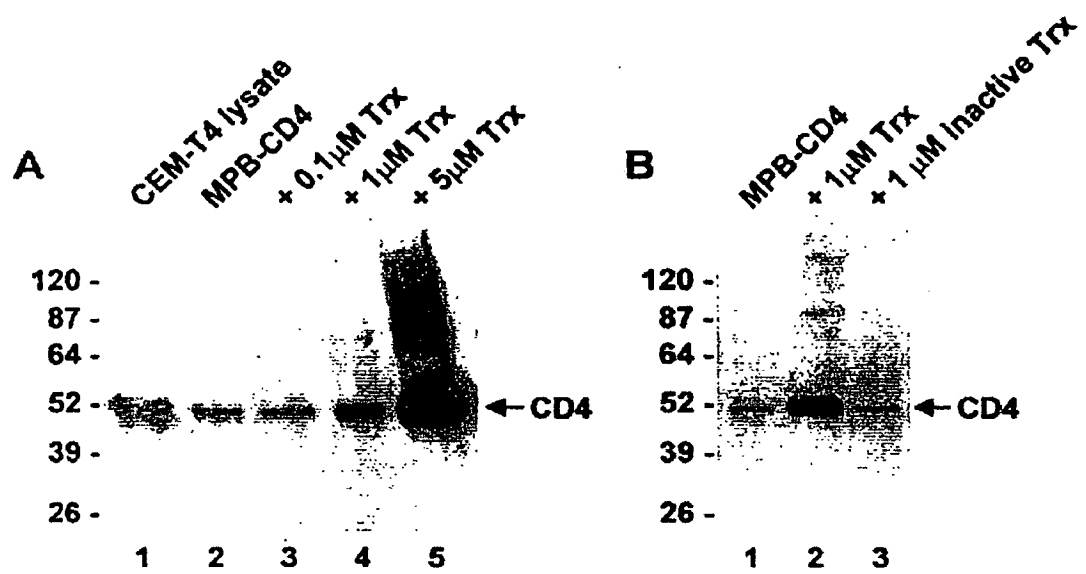 A
CEM-T4 lysate
MPB-CD4
+ 0.1μM Trx
+ 1μM Trx
+ 5μM Trx
120 -
87 -
64 -
52 -
39 -
26 -
CD4
1 2 3 4 5
B
MPB-CD4
+ 1μM Trx
+ 1 μM inactive Trx
120 -
87 -
64 -
52 -
39 -
26 -
CD4
1 2 3